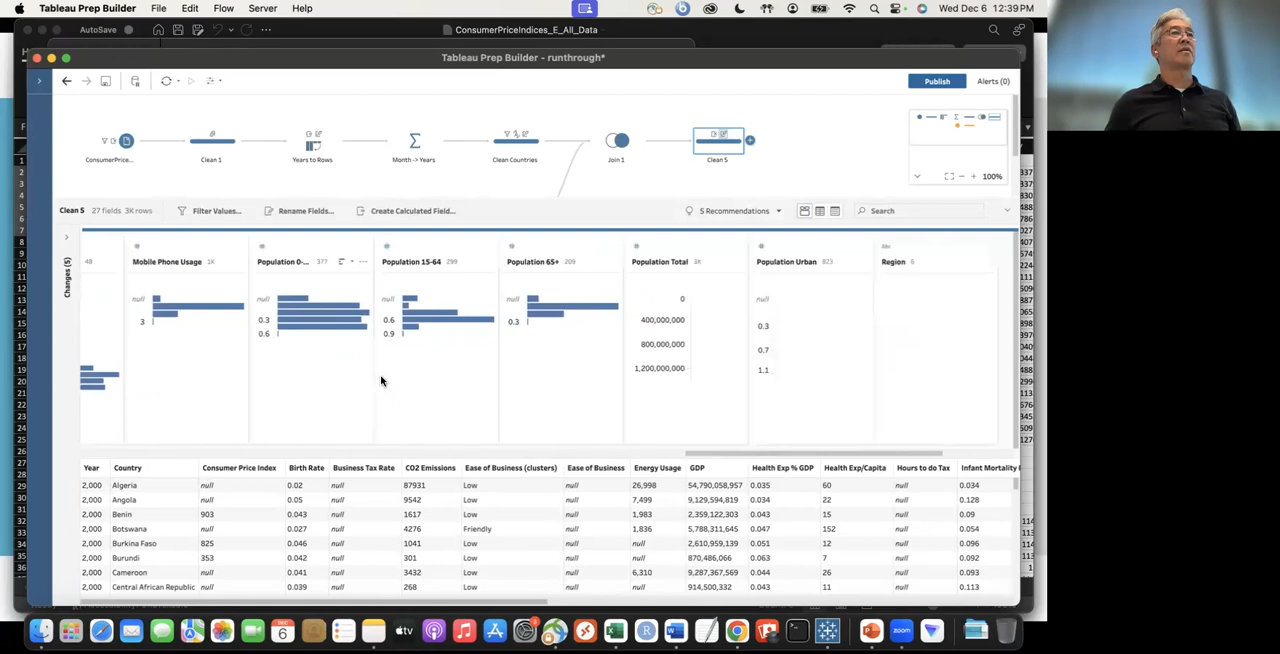 Tableau Prep Builder File Edit Flow Server Help Wed Dec 6 12:39 PM
AutoSave ConsumerPriceIndices_E_All_Data
Tableau Prep Builder - runthrough*
Publish Alerts (0)
ConsumerPrice... Clean 1 Years to Rows Month -> Years Clean Countries Join 1 Clean 5
100%
Clean 5 27 fields 3K rows Filter Values... Rename Fields... Create Calculated Field... 5 Recommendations Search
Changes (5)
Abc
48 Mobile Phone Usage 1K Population 0-... 377 Population 15-64 299 Population 65+ 209 Population Total 3K Population Urban 823 Region 6
null null null null 0 null
3 0.3 0.6 0.3 400,000,000 0.3
0.6 0.9 800,000,000 0.7
1,200,000,000 1.1
Year Country Consumer Price Index Birth Rate Business Tax Rate CO2 Emissions Ease of Business (clusters) Ease of Business Energy Usage GDP Health Exp % GDP Health Exp/Capita Hours to do Tax Infant Mortality
2,000 Algeria null 0.02 null 87931 Low null 26,998 54,790,058,957 0.035 60 null 0.034
2,000 Angola null 0.05 null 9542 Low null 7,499 9,129,594,819 0.034 22 null 0.128
2,000 Benin 903 0.043 null 1617 Low null 1,983 2,359,122,303 0.043 15 null 0.09
2,000 Botswana null 0.027 null 4276 Friendly null 1,836 5,788,311,645 0.047 152 null 0.054
2,000 Burkina Faso 825 0.046 null 1041 Low null null 2,610,959,139 0.051 12 null 0.096
2,000 Burundi 353 0.042 null 301 Low null null 870,486,066 0.063 7 null 0.092
2,000 Cameroon null 0.041 null 3432 Low null 6,310 9,287,367,569 0.044 26 null 0.093
2,000 Central African Republic null 0.039 null 268 Low null null 914,500,332 0.043 11 null 0.113